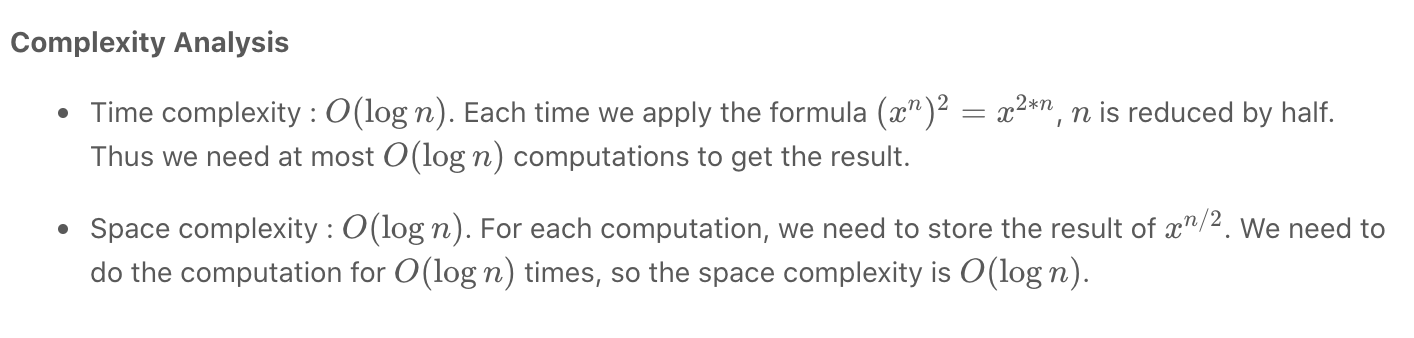 Complexity Analysis
• Time complexity : $O(\log n)$. Each time we apply the formula $(x^n)^2 = x^{2*n}$, $n$ is reduced by half.
Thus we need at most $O(\log n)$ computations to get the result.
• Space complexity : $O(\log n)$. For each computation, we need to store the result of $x^{n/2}$. We need to
do the computation for $O(\log n)$ times, so the space complexity is $O(\log n)$.